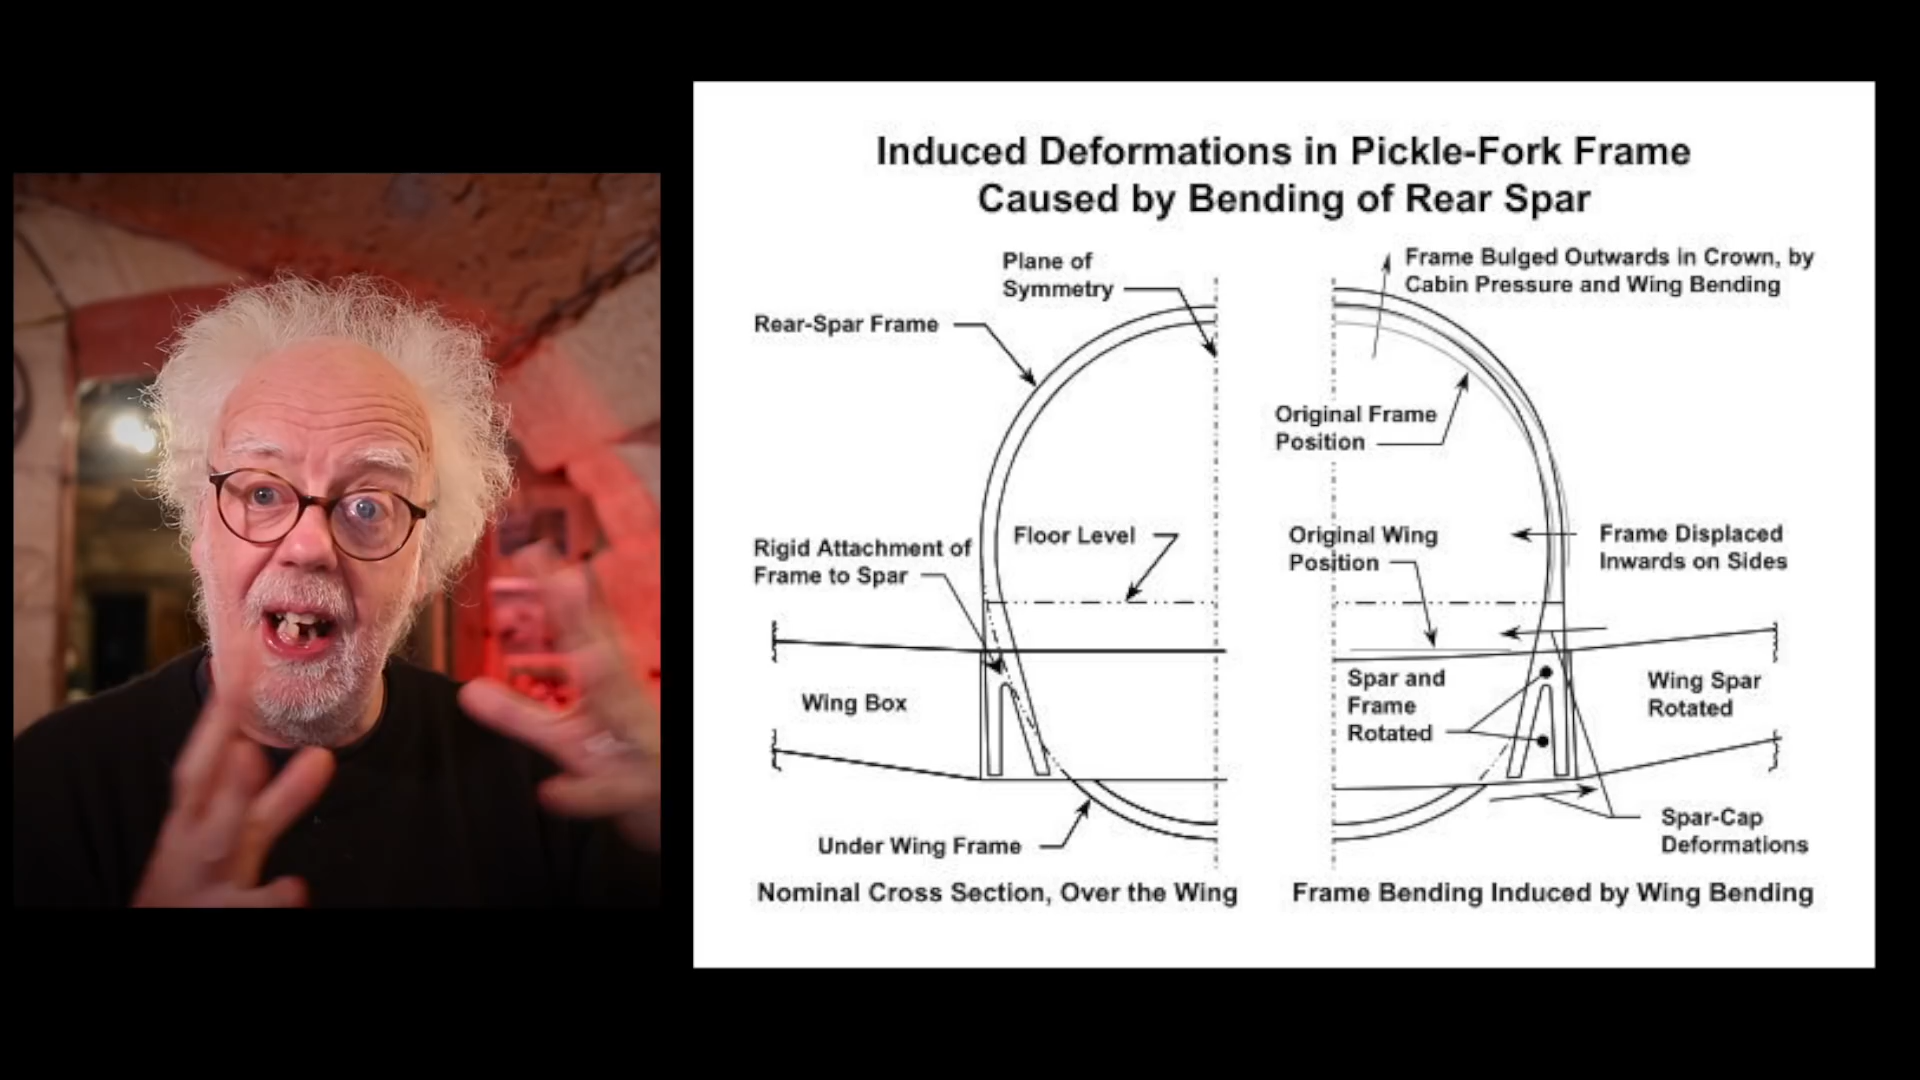 Induced Deformations in Pickle-Fork Frame
Caused by Bending of Rear Spar
Plane of
Symmetry
Rear-Spar Frame
Rigid Attachment of
Frame to Spar
Floor Level
Wing Box
Under Wing Frame
Nominal Cross Section, Over the Wing
Frame Bulged Outwards in Crown, by
Cabin Pressure and Wing Bending
Original Frame
Position
Original Wing
Position
Frame Displaced
Inwards on Sides
Spar and
Frame
Rotated
Wing Spar
Rotated
Spar-Cap
Deformations
Frame Bending Induced by Wing Bending